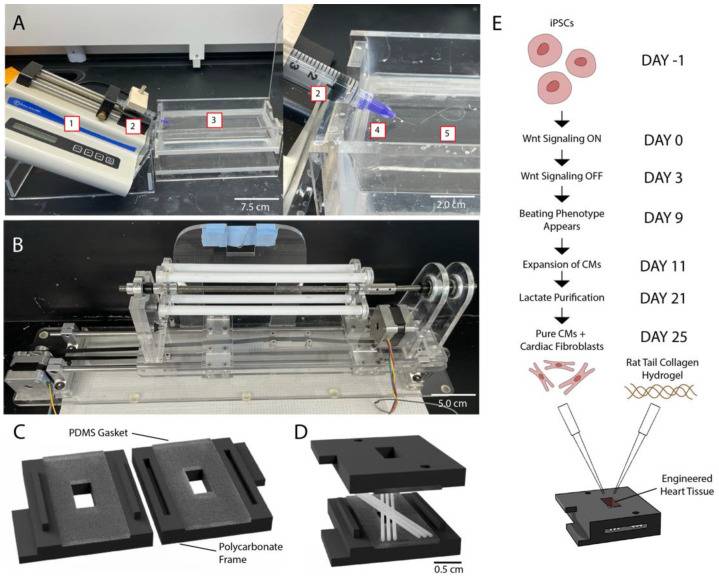 A
1
2
3
7.5 cm
2
3
2
4
5
2.0 cm
B
5.0 cm
C
PDMS Gasket
Polycarbonate
Frame
D
0.5 cm
E
iPSCs
DAY -1
Wnt Signaling ON
DAY 0
Wnt Signaling OFF
DAY 3
Beating Phenotype
Appears
DAY 9
Expansion of CMs
DAY 11
Lactate Purification
DAY 21
Pure CMs +
Cardiac Fibroblasts
DAY 25
Rat Tail Collagen
Hydrogel
Engineered
Heart Tissue